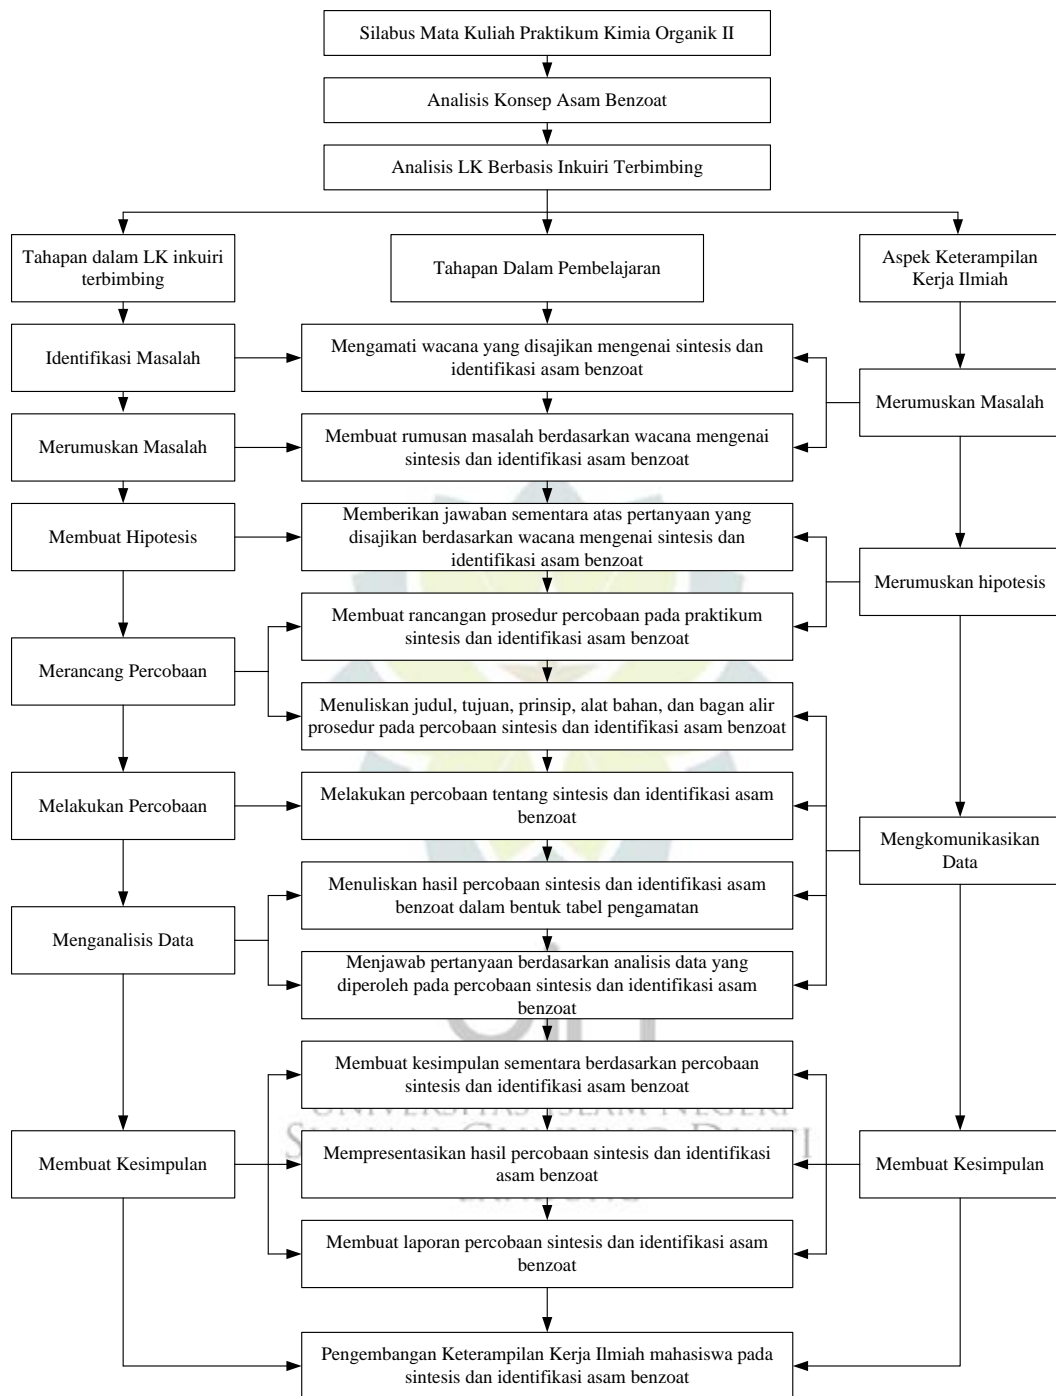 Silabus Mata Kuliah Praktikum Kimia Organik II
Analisis Konsep Asam Benzoat
Analisis LK Berbasis Inkuiri Terbimbing
Tahapan dalam LK inkuiri
terbimbing
Tahapan Dalam Pembelajaran
Aspek Keterampilan
Kerja Ilmiah
Identifikasi Masalah
Mengamati wacana yang disajikan mengenai sintesis dan
identifikasi asam benzoat
Merumuskan Masalah
Merumuskan Masalah
Membuat rumusan masalah berdasarkan wacana mengenai
sintesis dan identifikasi asam benzoat
Membuat Hipotesis
Memberikan jawaban sementara atas pertanyaan yang
disajikan berdasarkan wacana mengenai sintesis dan
identifikasi asam benzoat
Merumuskan hipotesis
Membuat rancangan prosedur percobaan pada praktikum
sintesis dan identifikasi asam benzoat
Merancang Percobaan
Menuliskan judul, tujuan, prinsip, alat bahan, dan bagan alir
prosedur pada percobaan sintesis dan identifikasi asam benzoat
Melakukan Percobaan
Melakukan percobaan tentang sintesis dan identifikasi asam
benzoat
Mengkomunikasikan
Data
Menuliskan hasil percobaan sintesis dan identifikasi asam
benzoat dalam bentuk tabel pengamatan
Menganalisis Data
Menjawab pertanyaan berdasarkan analisis data yang
diperoleh pada percobaan sintesis dan identifikasi asam
benzoat
Membuat kesimpulan sementara berdasarkan percobaan
sintesis dan identifikasi asam benzoat
UNIVERSITAS ISLAM NEGERI
Membuat Kesimpulan
Mempresentasikan hasil percobaan sintesis dan identifikasi
asam benzoat
Membuat Kesimpulan
Membuat laporan percobaan sintesis dan identifikasi asam
benzoat
Pengembangan Keterampilan Kerja Ilmiah mahasiswa pada
sintesis dan identifikasi asam benzoat